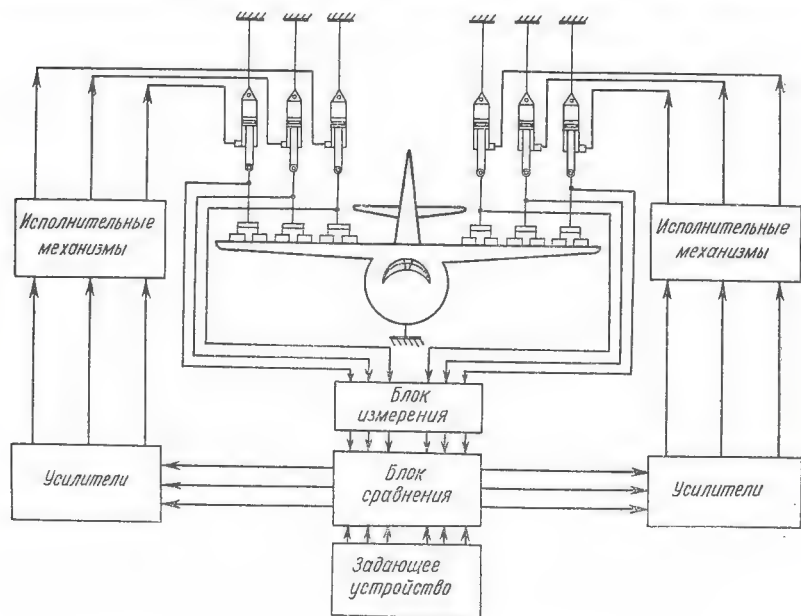 Исполнительные
механизмы
Исполнительные
механизмы
Блок
измерения
Усилители
Блок
сравнения
Усилители
Задающее
устройство